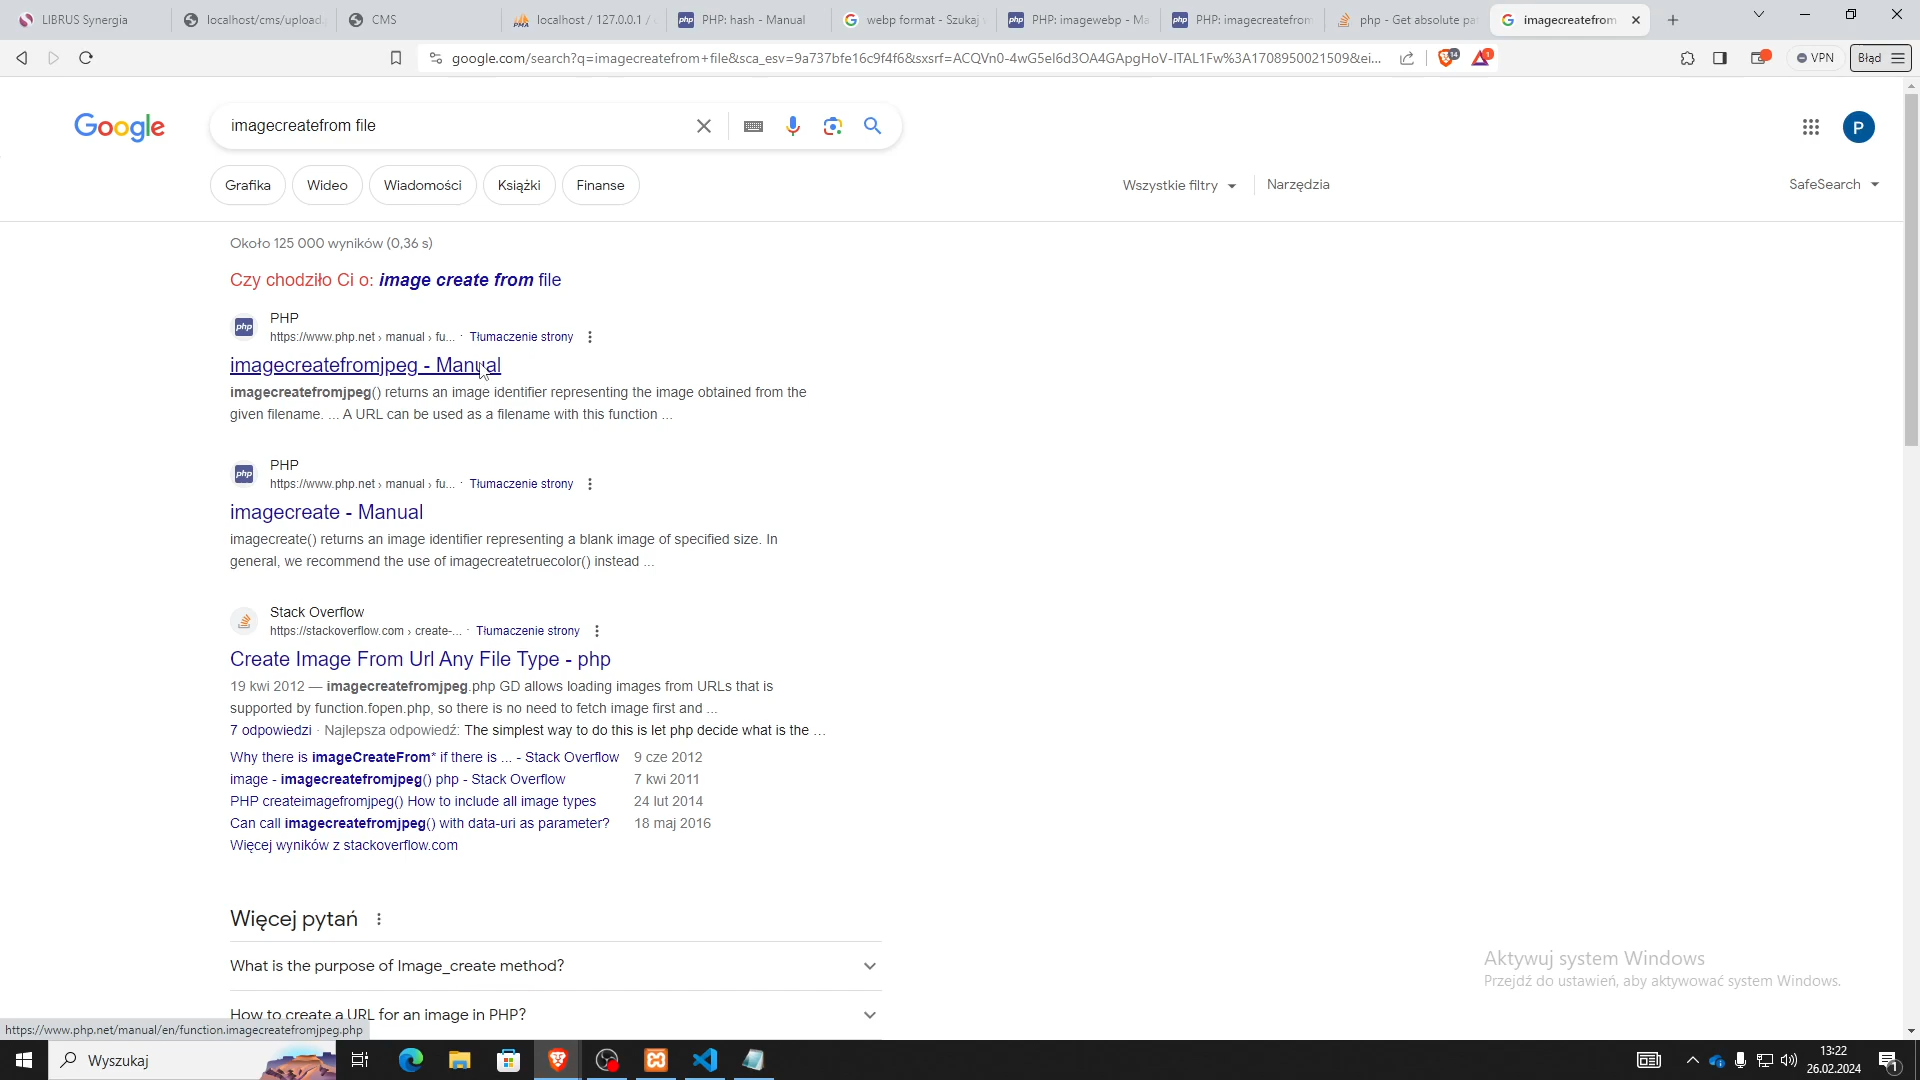 LIBRUS Synergia
localhost/cms/upload.
CMS
localhost / 127.0.0.1 / c
PHP: hash - Manual
webp format - Szukaj
PHP: imagewebp - Ma
PHP: imagecreatefrom
php - Get absolute pa
imagecreatefrom
google.com/search?q=imagecreatefrom+file&sca_esv=9a737bfe16c9f4f6&sxsrf=ACQVn0-4wG5eI6d3OA4GApgHoV-ITAL1Fw%3A1708950021509&ei...
VPN
Błąd
Google
imagecreatefrom file
P
Grafika
Wideo
Wiadomości
Książki
Finanse
Wszystkie filtry
Narzędzia
SafeSearch
Około 125 000 wyników (0,36 s)
Czy chodziło Ci o: image create from file
PHP
https://www.php.net › manual › fu... · Tłumaczenie strony
imagecreatefromjpeg - Manual
imagecreatefromjpeg() returns an image identifier representing the image obtained from the
given filename. ... A URL can be used as a filename with this function ...
PHP
https://www.php.net › manual › fu... · Tłumaczenie strony
imagecreate - Manual
imagecreate() returns an image identifier representing a blank image of specified size. In
general, we recommend the use of imagecreatetruecolor() instead ...
Stack Overflow
https://stackoverflow.com › create-... · Tłumaczenie strony
Create Image From Url Any File Type - php
19 kwi 2012 — imagecreatefromjpeg.php GD allows loading images from URLs that is
supported by function.fopen.php, so there is no need to fetch image first and ...
7 odpowiedzi · Najlepsza odpowiedź: The simplest way to do this is let php decide what is the ...
Why there is imageCreateFrom* if there is ... - Stack Overflow 9 cze 2012
image - imagecreatefromjpeg() php - Stack Overflow 7 kwi 2011
PHP createimagefromjpeg() How to include all image types 24 lut 2014
Can call imagecreatefromjpeg() with data-uri as parameter? 18 maj 2016
Więcej wyników z stackoverflow.com
Więcej pytań
What is the purpose of Image_create method?
How to create a URL for an image in PHP?
Aktywuj system Windows
Przejdź do ustawień, aby aktywować system Windows.
https://www.php.net/manual/en/function.imagecreatefromjpeg.php
Wyszukaj
13:22
26.02.2024